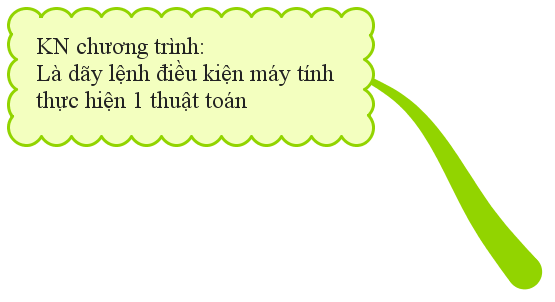 KN chương trình:
Là dãy lệnh điều kiện máy tính
thực hiện 1 thuật toán